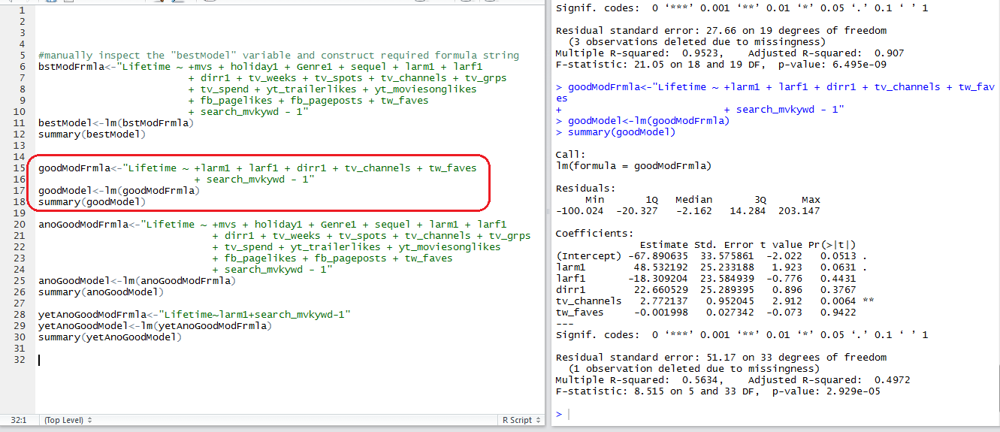 1
2
3
4
5 #manually inspect the "bestModel" variable and construct required formula string
6 bstModFrmla<-"Lifetime ~ +mvs + holiday1 + Genre1 + sequel + larm1 + larf1
7 + dirr1 + tv_weeks + tv_spots + tv_channels + tv_grps
8 + tv_spend + yt_trailerlikes + yt_moviesonglikes
9 + fb_pagelikes + fb_pageposts + tw_faves
10 + search_mvkywd - 1"
11 bestModel<-lm(bstModFrmla)
12 summary(bestModel)
13
14
15 goodModFrmla<-"Lifetime ~ +larm1 + larf1 + dirr1 + tv_channels + tw_faves
16 + search_mvkywd - 1"
17 goodModel<-lm(goodModFrmla)
18 summary(goodModel)
19
20 anoGoodModFrmla<-"Lifetime ~ +mvs + holiday1 + Genre1 + sequel + larm1 + larf1
21 + dirr1 + tv_weeks + tv_spots + tv_channels + tv_grps
22 + tv_spend + yt_trailerlikes + yt_moviesonglikes
23 + fb_pagelikes + fb_pageposts + tw_faves
24 + search_mvkywd - 1"
25 anoGoodModel<-lm(anoGoodModFrmla)
26 summary(anoGoodModel)
27
28 yetAnoGoodModFrmla<-"Lifetime~larm1+search_mvkywd-1"
29 yetAnoGoodModel<-lm(yetAnoGoodModFrmla)
30 summary(yetAnoGoodModel)
31
32
32:1 (Top Level) R Script
Signif. codes:  0 ‘***’ 0.001 ‘**’ 0.01 ‘*’ 0.05 ‘.’ 0.1 ‘ ’ 1
Residual standard error: 27.66 on 19 degrees of freedom
(3 observations deleted due to missingness)
Multiple R-squared:  0.9523,    Adjusted R-squared:  0.907
F-statistic: 21.05 on 18 and 19 DF,  p-value: 6.495e-09
> goodModFrmla<-"Lifetime ~ +larm1 + larf1 + dirr1 + tv_channels + tw_fav
es
+ + search_mvkywd - 1"
> goodModel<-lm(goodModFrmla)
> summary(goodModel)
Call:
lm(formula = goodModFrmla)
Residuals:
Min 1Q Median 3Q Max
-100.024 -20.327 -2.162 14.284 203.147
Coefficients:
Estimate Std. Error t value Pr(>|t|)
(Intercept) -67.890635 33.575861 -2.022 0.0513 .
larm1 48.532192 25.233188 1.923 0.0631 .
larf1 -18.309204 23.584939 -0.776 0.4431
dirr1 22.660529 25.289395 0.896 0.3767
tv_channels 2.772137 0.952045 2.912 0.0064 **
tw_faves -0.001998 0.027342 -0.073 0.9422
---
Signif. codes:  0 ‘***’ 0.001 ‘**’ 0.01 ‘*’ 0.05 ‘.’ 0.1 ‘ ’ 1
Residual standard error: 51.17 on 33 degrees of freedom
(1 observation deleted due to missingness)
Multiple R-squared:  0.5634,    Adjusted R-squared:  0.4972
F-statistic: 8.515 on 5 and 33 DF,  p-value: 2.929e-05
>